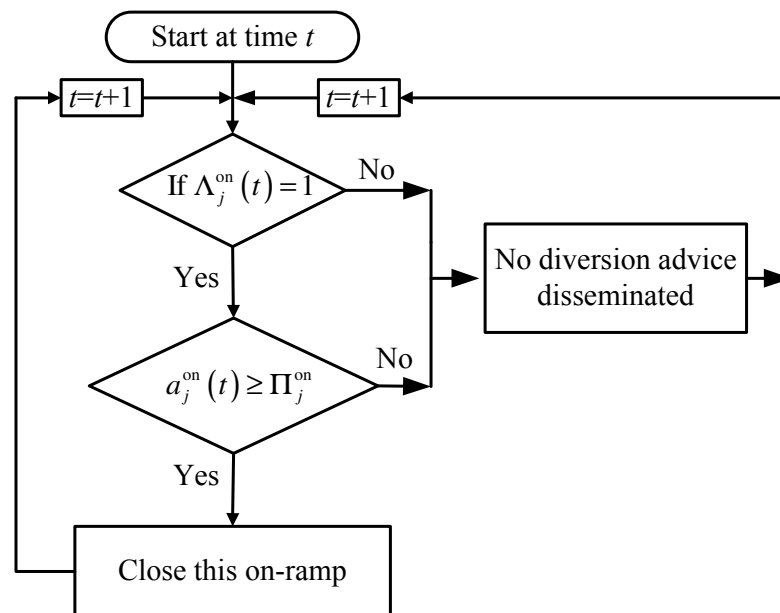 Start at time t
t=t+1
t=t+1
If Λ_j^on (t) = 1
No
Yes
No diversion advice
disseminated
No
a_j^on (t) ≥ Π_j^on
Yes
Close this on-ramp